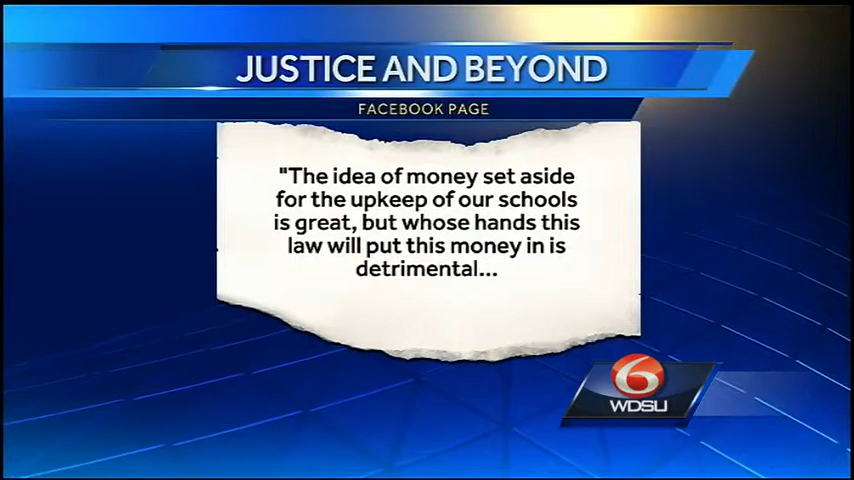 JUSTICE AND BEYOND
FACEBOOK PAGE
"The idea of money set aside
for the upkeep of our schools
is great, but whose hands this
law will put this money in is
detrimental...
6
WDSU